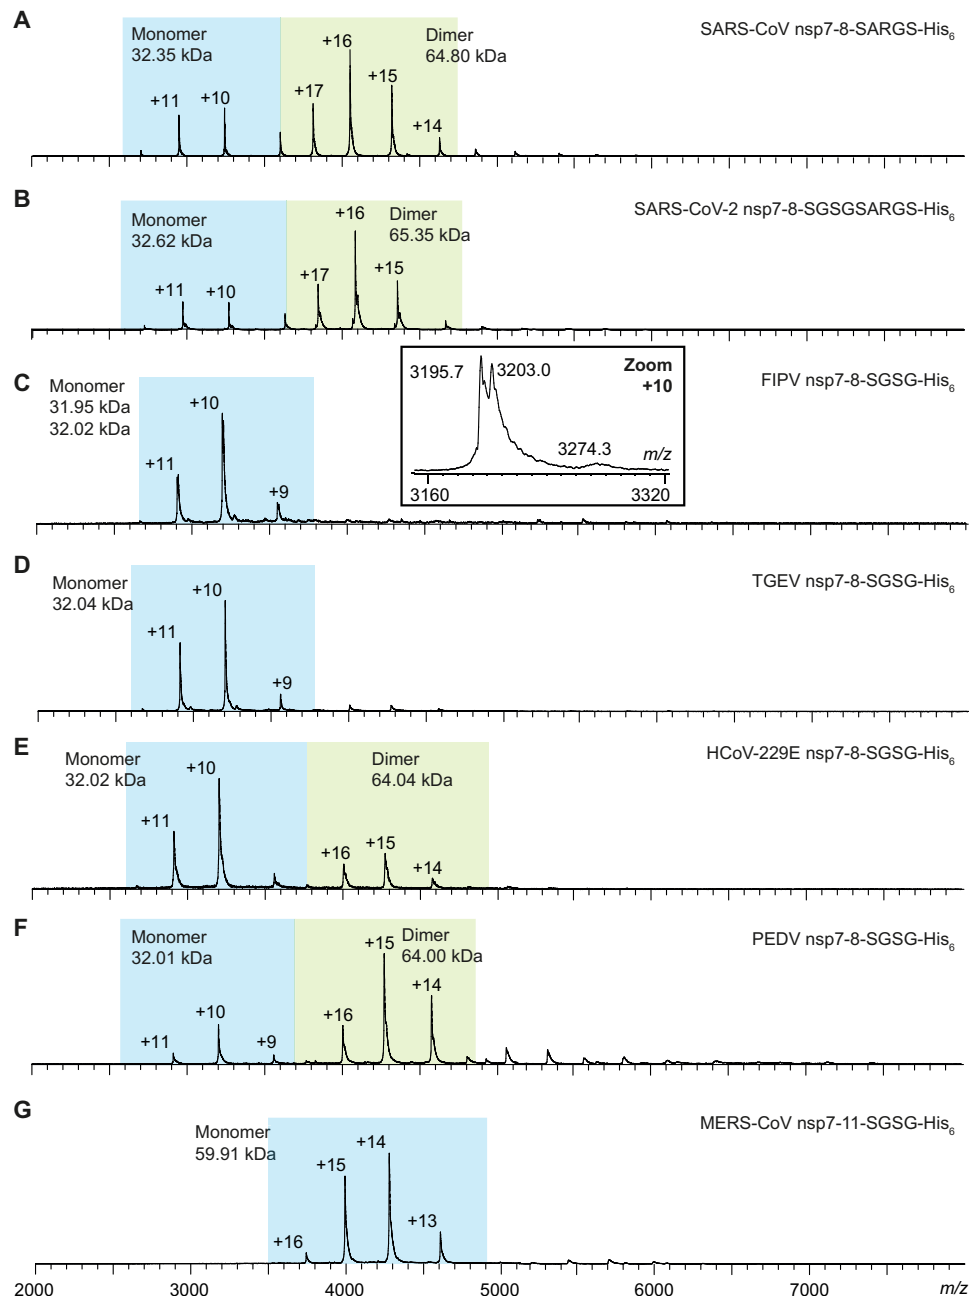 A
Monomer
32.35 kDa
+11
+10
+16
+17
+15
+14
Dimer
64.80 kDa
SARS-CoV nsp7-8-SARGS-His6
B
Monomer
32.62 kDa
+11
+10
+16
+17
+15
Dimer
65.35 kDa
SARS-CoV-2 nsp7-8-SGSGSARGS-His6
C
Monomer
31.95 kDa
32.02 kDa
+11
+10
+9
3195.7
3203.0
Zoom
+10
3274.3
m/z
3160
3320
FIPV nsp7-8-SGSG-His6
D
Monomer
32.04 kDa
+11
+10
+9
TGEV nsp7-8-SGSG-His6
E
Monomer
32.02 kDa
+11
+10
Dimer
64.04 kDa
+16
+15
+14
HCoV-229E nsp7-8-SGSG-His6
F
Monomer
32.01 kDa
+11
+10
+9
+16
+15
+14
Dimer
64.00 kDa
PEDV nsp7-8-SGSG-His6
G
Monomer
59.91 kDa
+16
+15
+14
+13
MERS-CoV nsp7-11-SGSG-His6
2000 3000 4000 5000 6000 7000 m/z